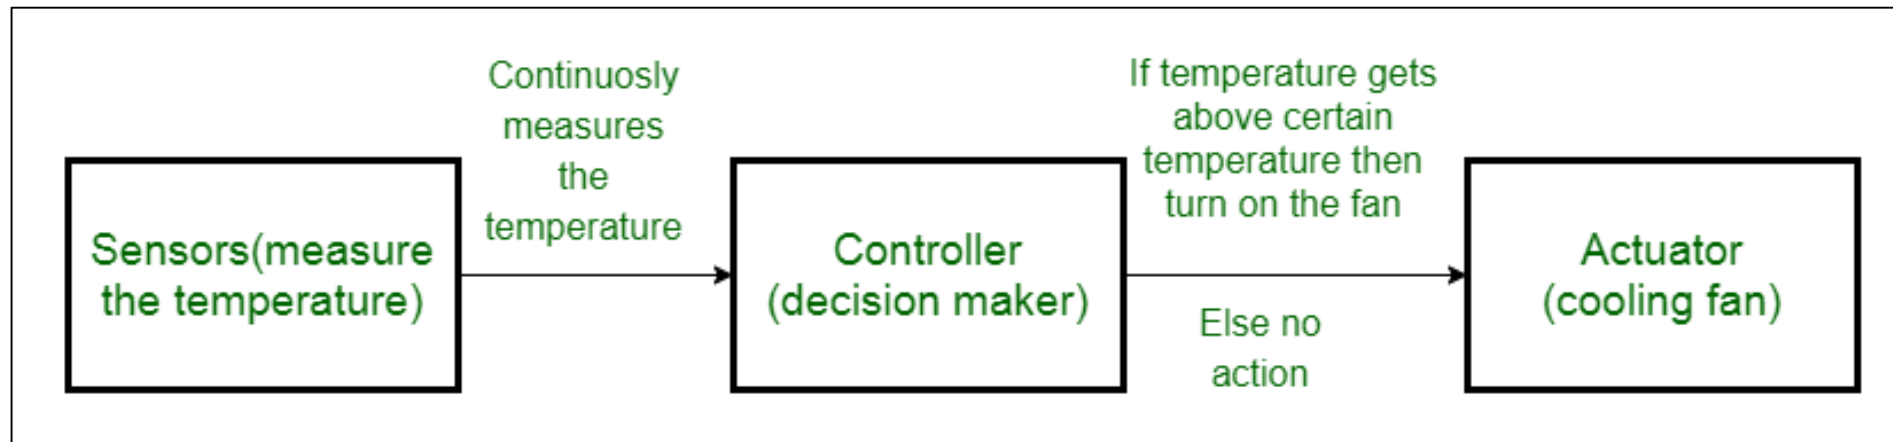 Continuosly
measures
the
temperature
If temperature gets
above certain
temperature then
turn on the fan
Sensors(measure
the temperature)
Controller
(decision maker)
Actuator
(cooling fan)
Else no
action